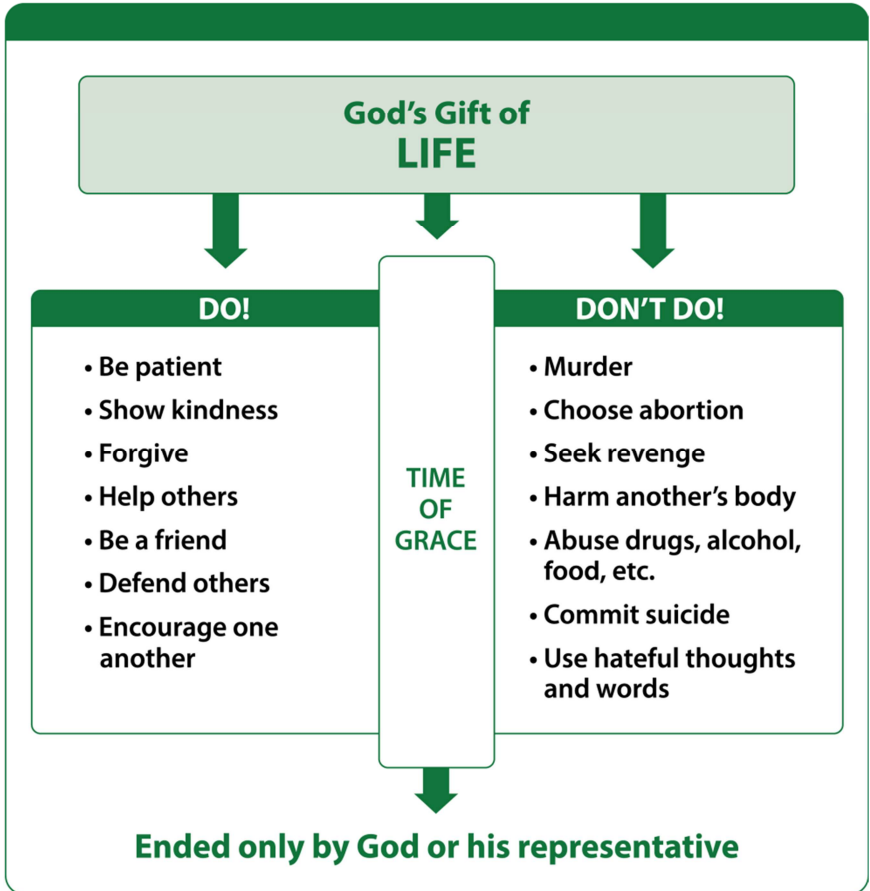 God's Gift of
LIFE
DO!
• Be patient
• Show kindness
• Forgive
• Help others
• Be a friend
• Defend others
• Encourage one
another
TIME
OF
GRACE
DON'T DO!
• Murder
• Choose abortion
• Seek revenge
• Harm another's body
• Abuse drugs, alcohol,
food, etc.
• Commit suicide
• Use hateful thoughts
and words
Ended only by God or his representative